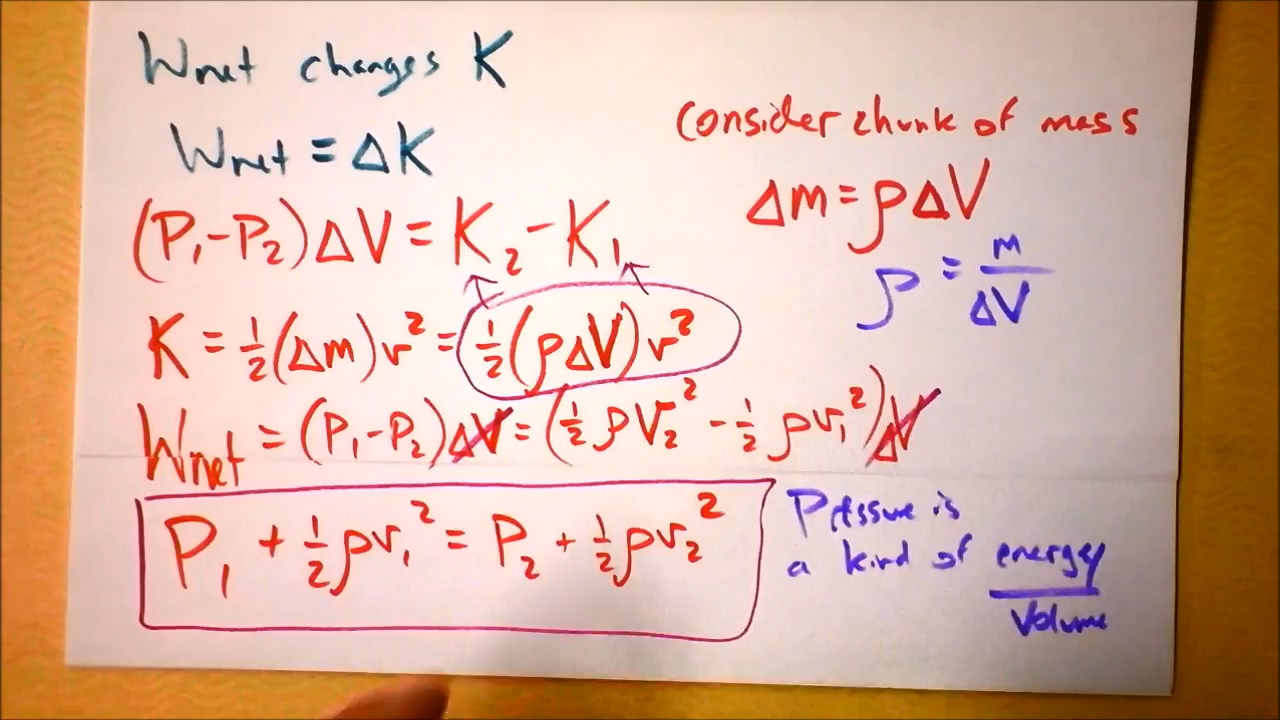 Wnet changes K
Wnet = ΔK
(P₁-P₂)ΔV = K₂ - K₁
K = ½(Δm)v² = ½(ρΔV)v²
Wnet = (P₁-P₂)ΔV = (½ρV₂² - ½ρv₁²)ΔV
P₁ + ½ρv₁² = P₂ + ½ρv₂²
Consider chunk of mass
Δm = ρΔV
ρ = m/ΔV
Pressure is
a kind of energy
Volume